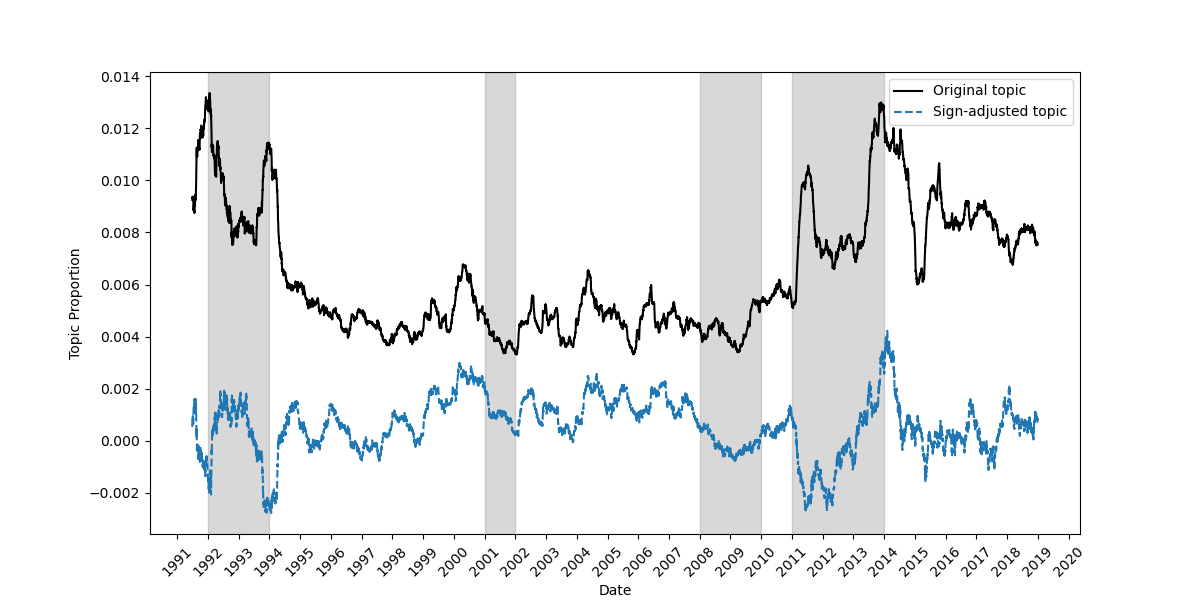 Original topic
Sign-adjusted topic
Topic Proportion
0.014
0.012
0.010
0.008
0.006
0.004
0.002
0.000
−0.002
1991 1992 1993 1994 1995 1996 1997 1998 1999 2000 2001 2002 2003 2004 2005 2006 2007 2008 2009 2010 2011 2012 2013 2014 2015 2016 2017 2018 2019 2020
Date